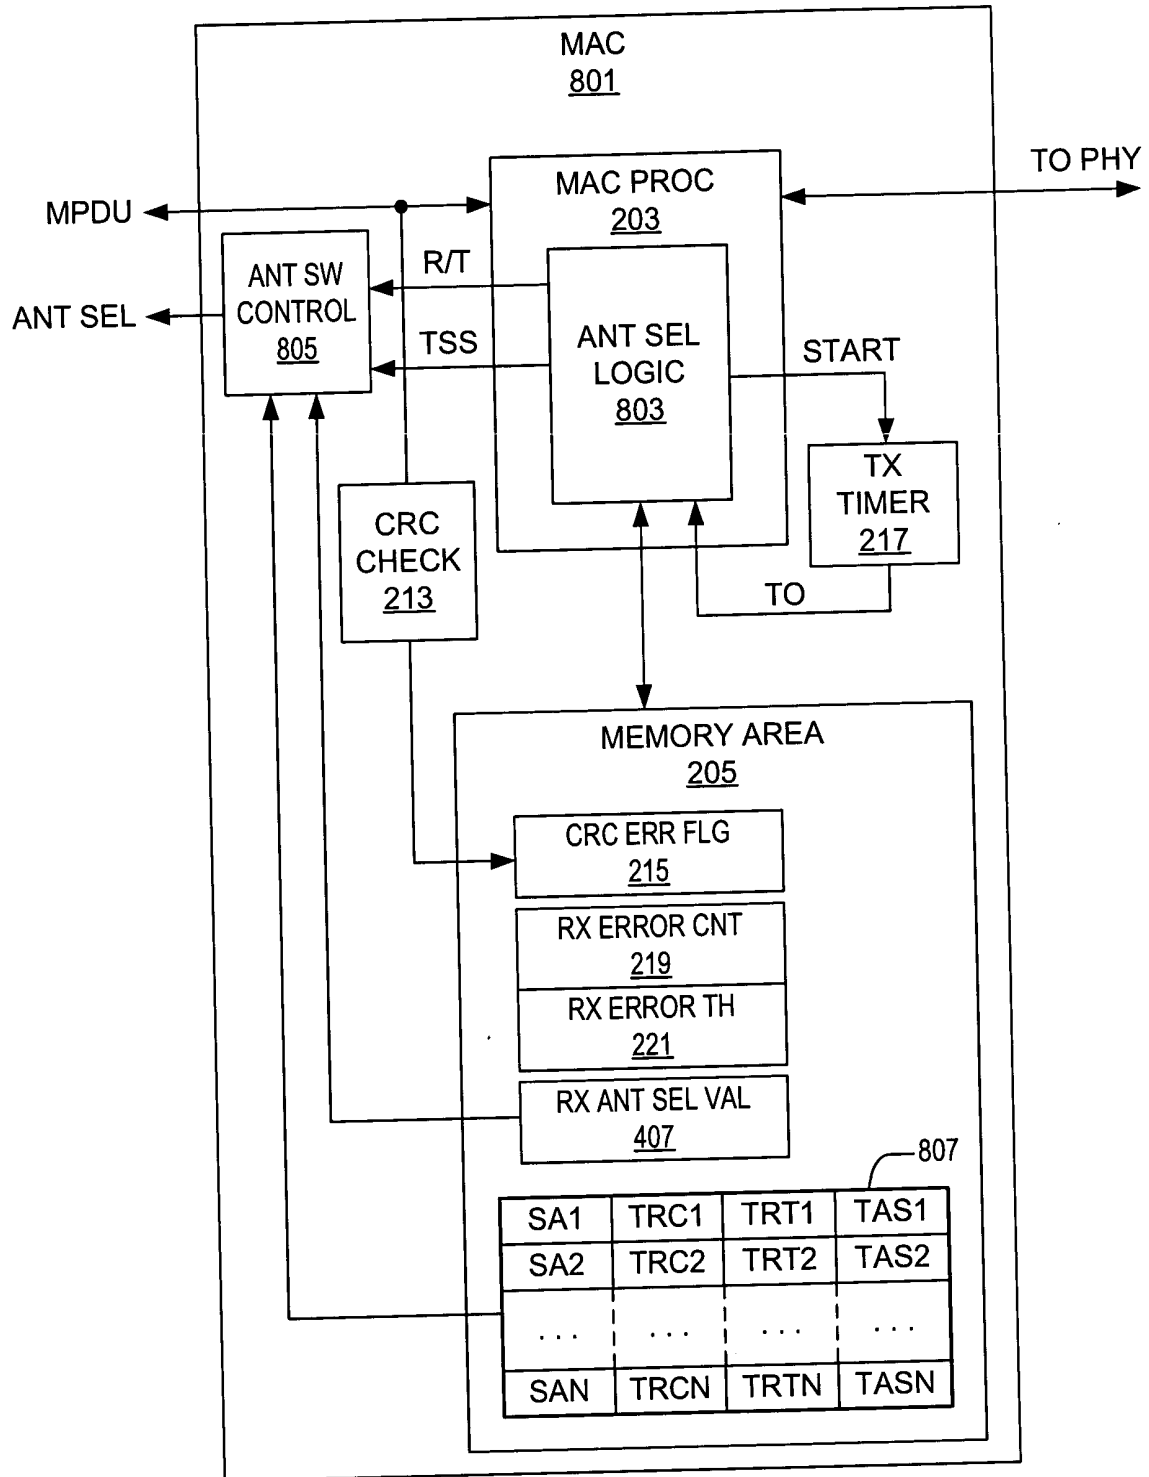 MAC
801
TO PHY
MAC PROC
203
MPDU
R/T
ANT SW
CONTROL
805
ANT SEL
TSS
ANT SEL
LOGIC
803
START
TX
TIMER
217
CRC
CHECK
213
TO
MEMORY AREA
205
CRC ERR FLG
215
RX ERROR CNT
219
RX ERROR TH
221
RX ANT SEL VAL
407
807
SA1 TRC1 TRT1 TAS1
SA2 TRC2 TRT2 TAS2
... ... ... ...
SAN TRCN TRTN TASN